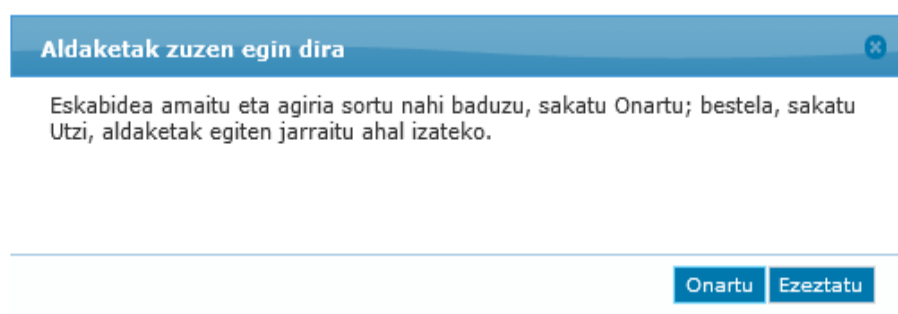 Aldaketak zuzen egin dira
Eskabidea amaitu eta agiria sortu nahi baduzu, sakatu Onartu; bestela, sakatu
Utzi, aldaketak egiten jarraitu ahal izateko.
Onartu Ezeztatu